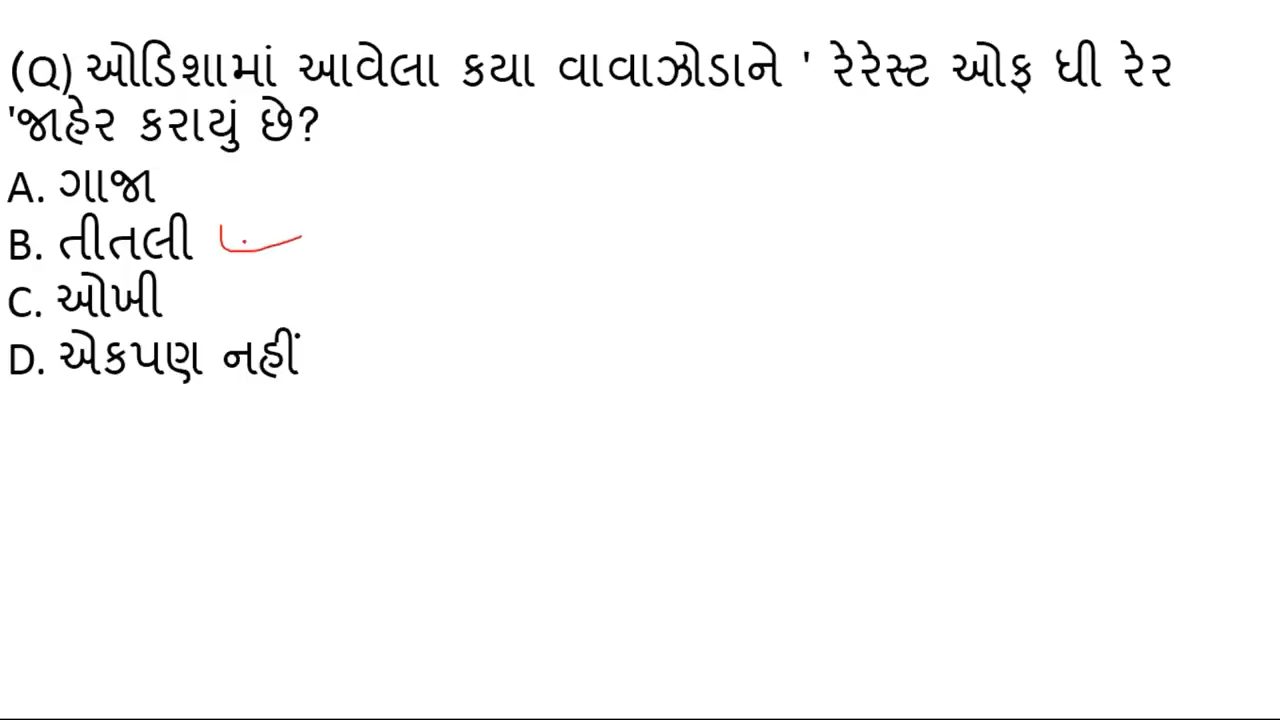 (Q) ઓડિશામાં આવેલા કયા વાવાઝોડાને ' રેરેસ્ટ ઓફ ધી રેર
'જાહેર કરાયું છે?
A. ગાજા
B. તીતલી
C. ઓખી
D. એકપણ નહીં